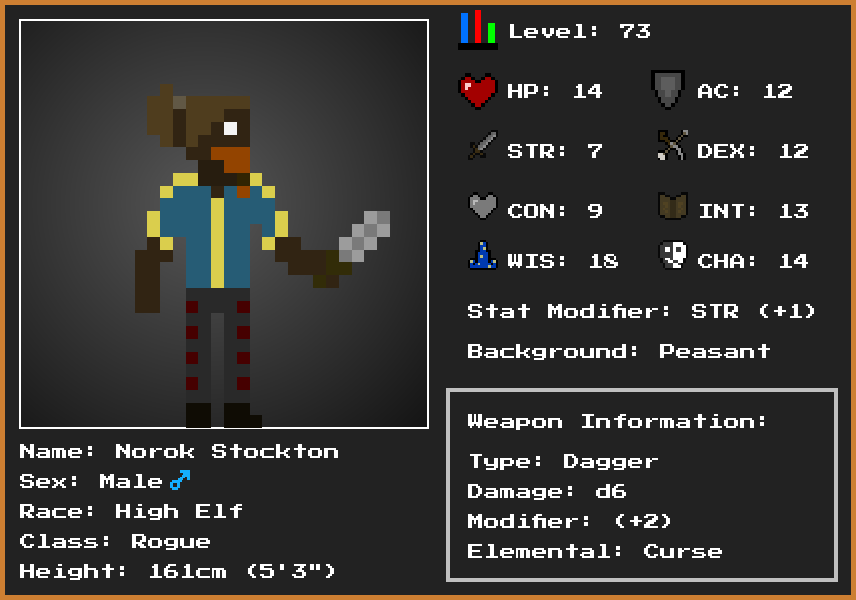 Level: 73
HP: 14 AC: 12
STR: 7 DEX: 12
CON: 9 INT: 13
WIS: 18 CHA: 14
Stat Modifier: STR (+1)
Background: Peasant
Weapon Information:
Type: Dagger
Damage: d6
Modifier: (+2)
Elemental: Curse
Name: Norok Stockton
Sex: Male♂
Race: High Elf
Class: Rogue
Height: 161cm (5'3")